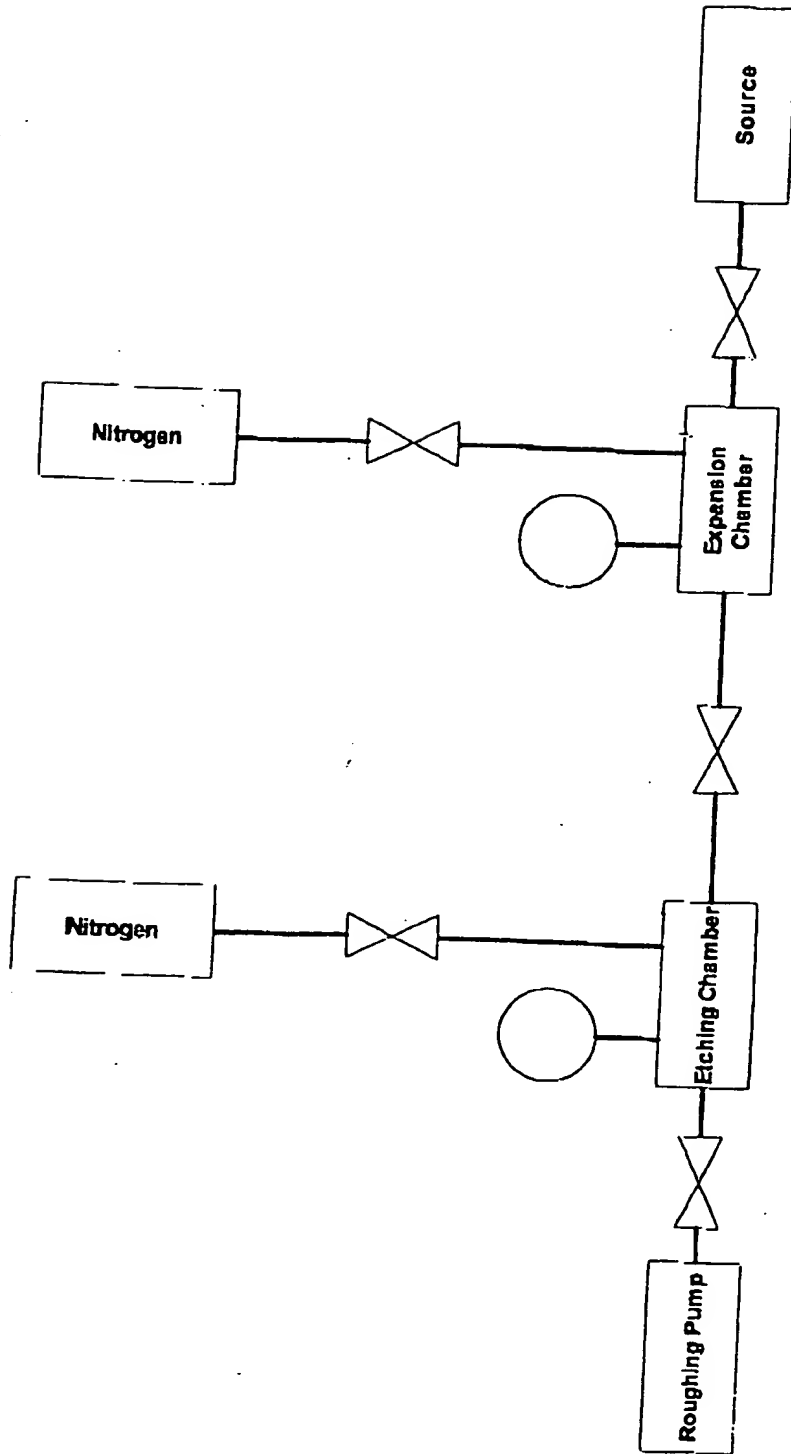 Nitrogen
Nitrogen
Roughing Pump
Etching Chamber
Expansion
Chamber
Source